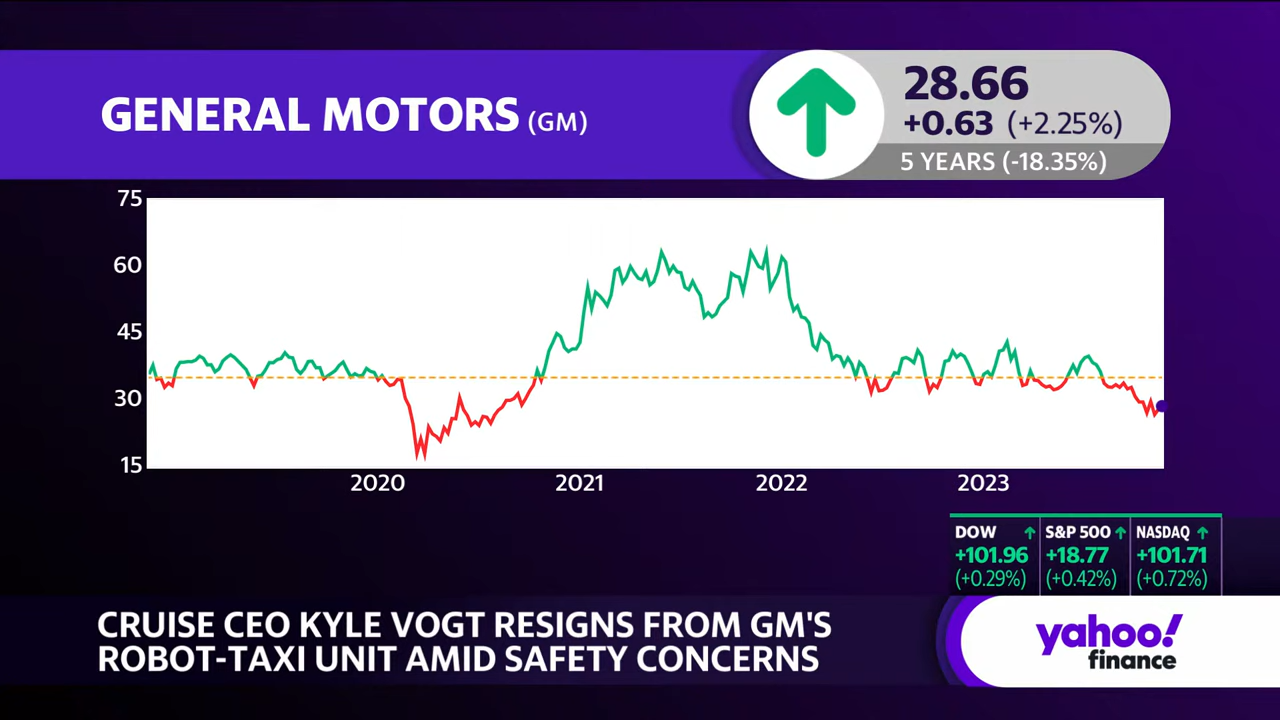 GENERAL MOTORS (GM)
28.66
+0.63 (+2.25%)
5 YEARS (-18.35%)
75
60
45
30
15
2020 2021 2022 2023
DOW S&P 500 NASDAQ
+101.96 +18.77 +101.71
(+0.29%) (+0.42%) (+0.72%)
CRUISE CEO KYLE VOGT RESIGNS FROM GM'S
ROBOT-TAXI UNIT AMID SAFETY CONCERNS
yahoo!
finance